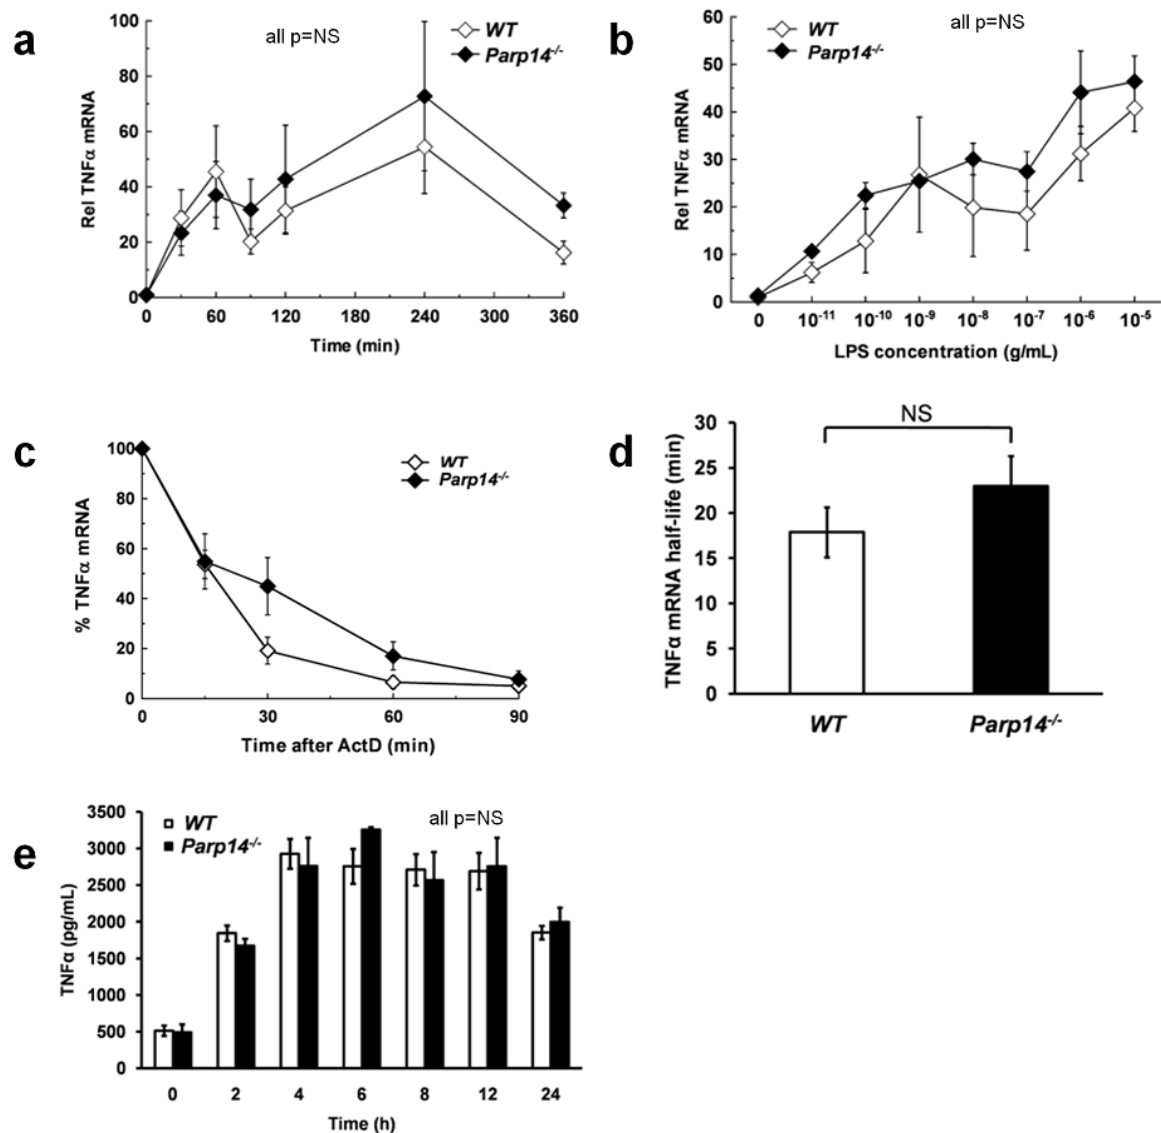 a
all p=NS
WT
Parp14-/-
Rel TNFα mRNA
100
80
60
40
20
0
0 60 120 180 240 300 360
Time (min)
b
all p=NS
WT
Parp14-/-
Rel TNFα mRNA
60
50
40
30
20
10
0
0 10-11 10-10 10-9 10-8 10-7 10-6 10-5
LPS concentration (g/mL)
c
WT
Parp14-/-
% TNFα mRNA
100
80
60
40
20
0
0 30 60 90
Time after ActD (min)
d
NS
TNFα mRNA half-life (min)
30
25
20
15
10
5
0
WT Parp14-/-
e
all p=NS
WT
Parp14-/-
TNFα (pg/mL)
3500
3000
2500
2000
1500
1000
500
0
0 2 4 6 8 12 24
Time (h)